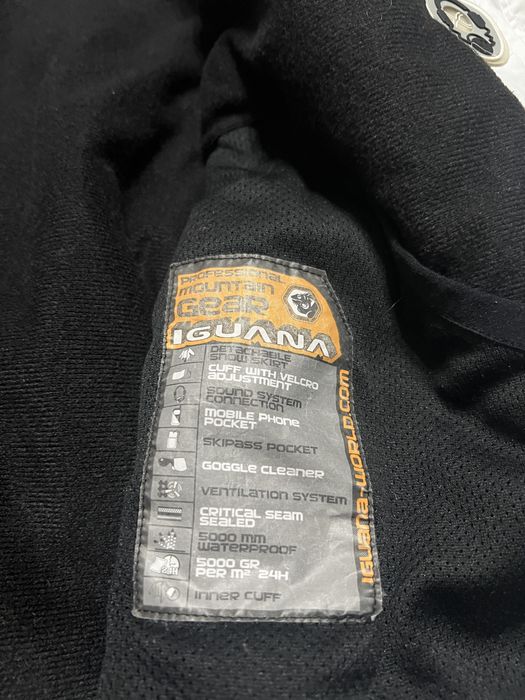 PROFESSIONAL
MOUNTAIN
GEAR
IGUANA
DETACHABLE
SNOW SKIRT
CUFF WITH VELCRO
ADJUSTMENT
SOUND SYSTEM
CONNECTION
MOBILE PHONE
POCKET
SKIPASS POCKET
GOGGLE CLEANER
VENTILATION SYSTEM
CRITICAL SEAM
SEALED
5000 MM
WATERPROOF
5000 GR
PER M² 24H
INNER CUFF
IGUANA-WORLD.COM